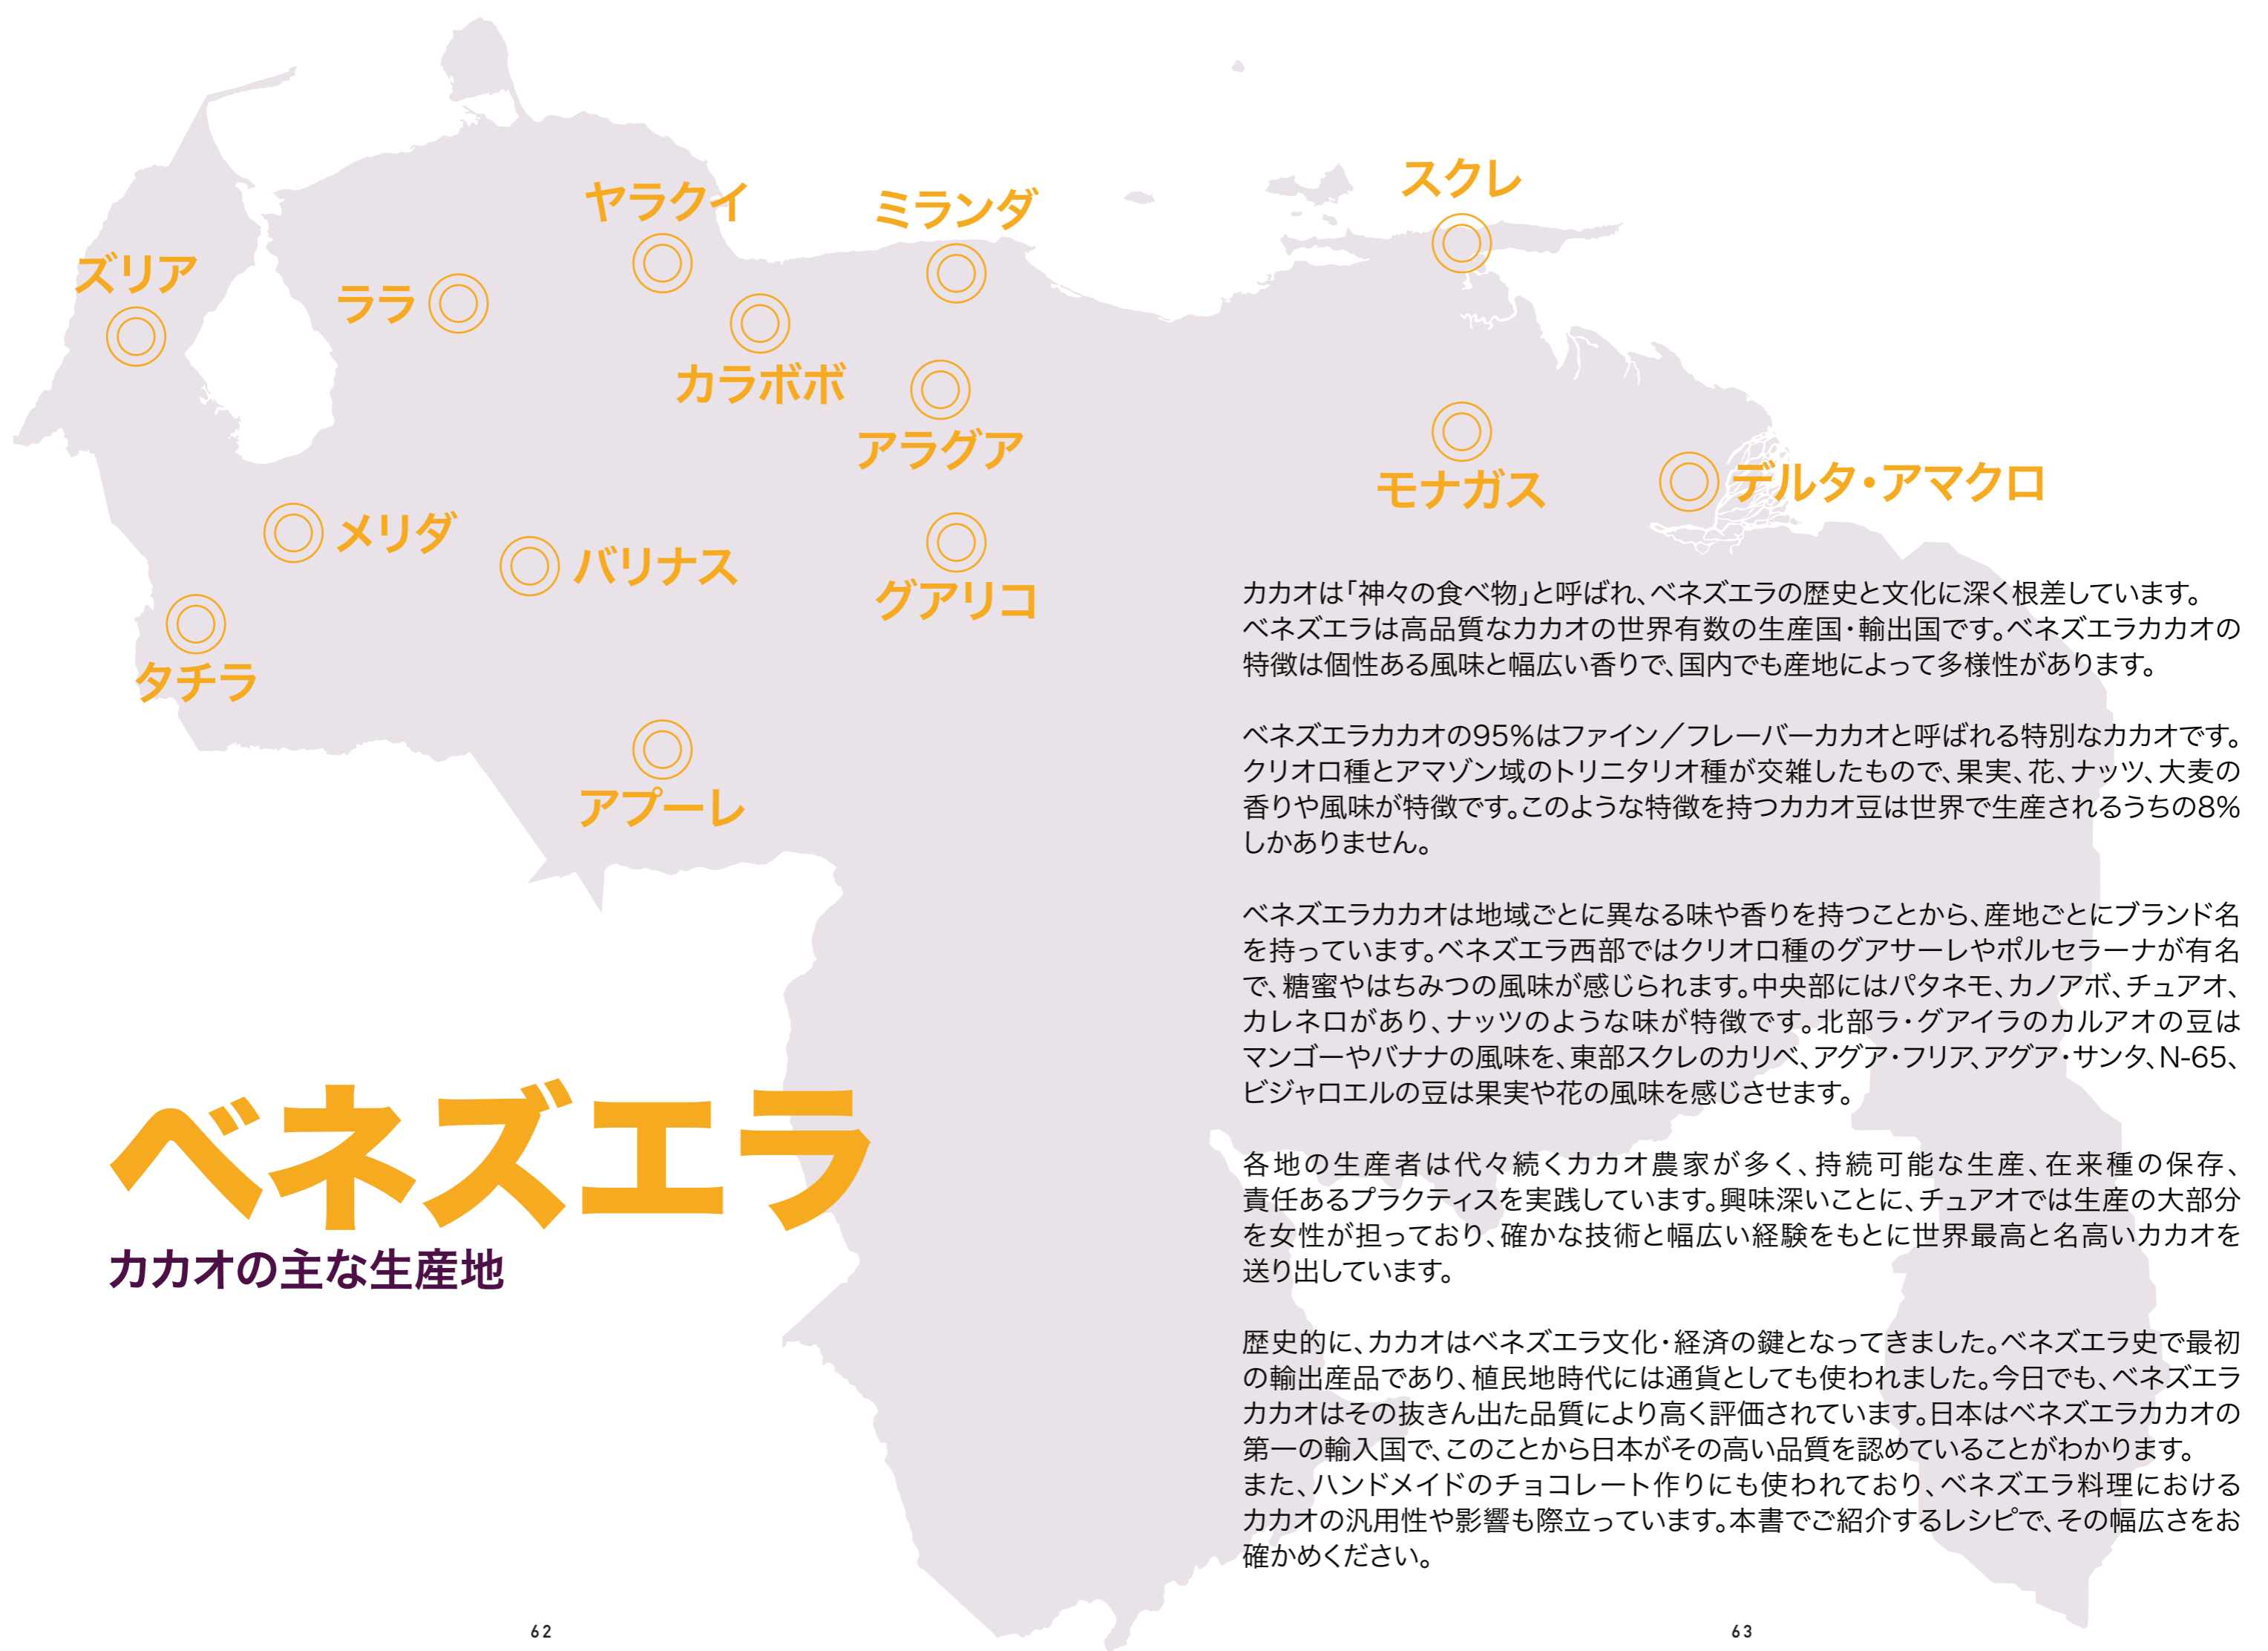 スクレ
ヤラクイ
ミランダ
ズリア
ララ
カラボボ
アラグア
モナガス
デルタ・アマクロ
メリダ
バリナス
グアリコ
タチラ
アプーレ
ベネズエラ
カカオの主な生産地
62
カカオは「神々の食べ物」と呼ばれ、ベネズエラの歴史と文化に深く根差しています。
ベネズエラは高品質なカカオの世界有数の生産国・輸出国です。ベネズエラカカオの
特徴は個性ある風味と幅広い香りで、国内でも産地によって多様性があります。
ベネズエラカカオの95%はファイン／フレーバーカカオと呼ばれる特別なカカオです。
クリオロ種とアマゾン域のトリニタリオ種が交雑したもので、果実、花、ナッツ、大麦の
香りや風味が特徴です。このような特徴を持つカカオ豆は世界で生産されるうちの8%
しかありません。
ベネズエラカカオは地域ごとに異なる味や香りを持つことから、産地ごとにブランド名
を持っています。ベネズエラ西部ではクリオロ種のグアサーレやポルセラーナが有名
で、糖蜜やはちみつの風味が感じられます。中央部にはパタネモ、カノアボ、チュアオ、
カレネロがあり、ナッツのような味が特徴です。北部ラ・グアイラのカルアオの豆は
マンゴーやバナナの風味を、東部スクレのカリベ、アグア・フリア、アグア・サンタ、N-65、
ビジャロエルの豆は果実や花の風味を感じさせます。
各地の生産者は代々続くカカオ農家が多く、持続可能な生産、在来種の保存、
責任あるプラクティスを実践しています。興味深いことに、チュアオでは生産の大部分
を女性が担っており、確かな技術と幅広い経験をもとに世界最高と名高いカカオを
送り出しています。
歴史的に、カカオはベネズエラ文化・経済の鍵となってきました。ベネズエラ史で最初
の輸出産品であり、植民地時代には通貨としても使われました。今日でも、ベネズエラ
カカオはその抜きん出た品質により高く評価されています。日本はベネズエラカカオの
第一の輸入国で、このことから日本がその高い品質を認めていることがわかります。
また、ハンドメイドのチョコレート作りにも使われており、ベネズエラ料理における
カカオの汎用性や影響も際立っています。本書でご紹介するレシピで、その幅広さをお
確かめください。
63